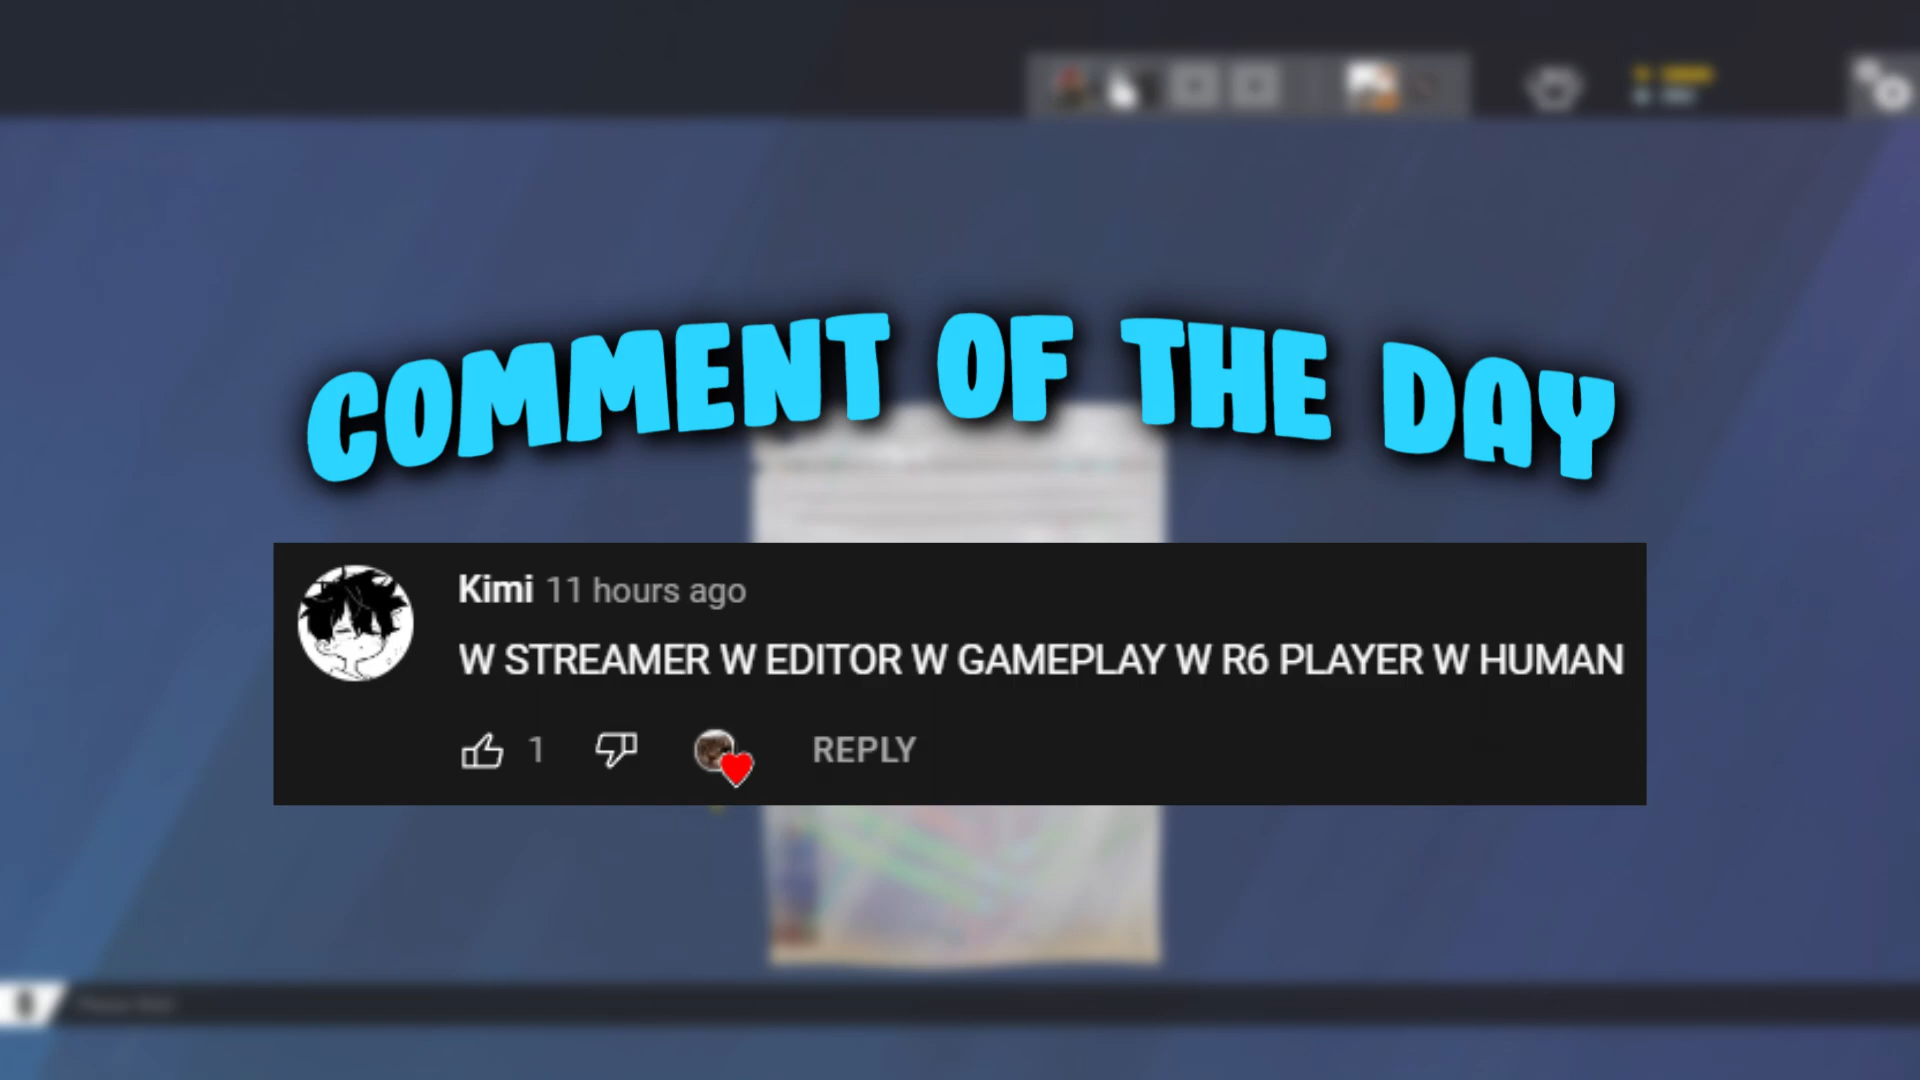 COMMENT OF THE DAY
Kimi 11 hours ago
W STREAMER W EDITOR W GAMEPLAY W R6 PLAYER W HUMAN
1 REPLY